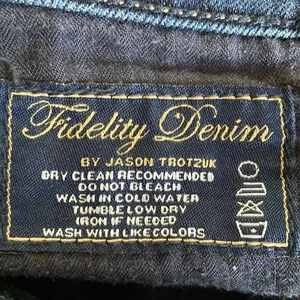 Fidelity Denim
BY JASON TROTZUK
DRY CLEAN RECOMMENDED
DO NOT BLEACH
WASH IN COLD WATER
TUMBLE LOW DRY
IRON IF NEEDED
WASH WITH LIKE COLORS